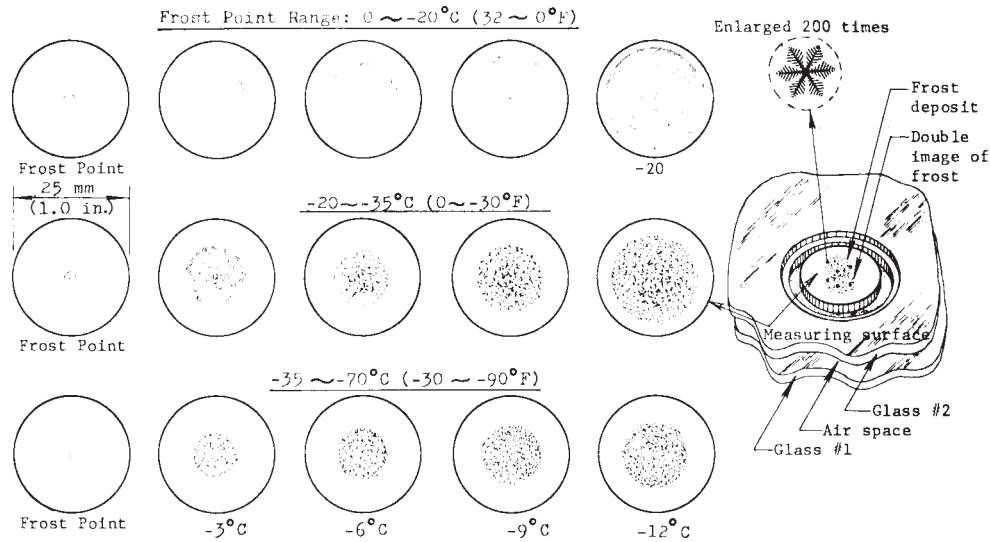 Frost Point Range: 0 ~ -20°C (32 ~ 0°F)
Enlarged 200 times
Frost deposit
Double image of frost
Frost Point
-20
25 mm
(1.0 in.)
-20~-35°C (0~-30°F)
Frost Point
Measuring surface
-35 ~-70°C (-30 ~ -90°F)
Glass #2
Air space
Glass #1
Frost Point
-3°C
-6°C
-9°C
-12°C